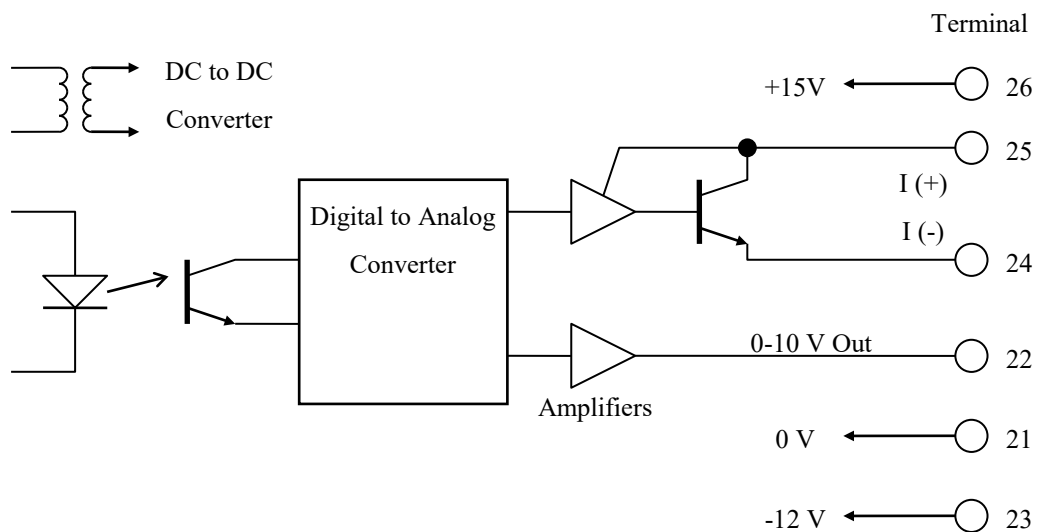 Terminal
DC to DC
Converter
+15V
26
25
I (+)
I (-)
24
Digital to Analog
Converter
0-10 V Out
22
Amplifiers
0 V
21
-12 V
23